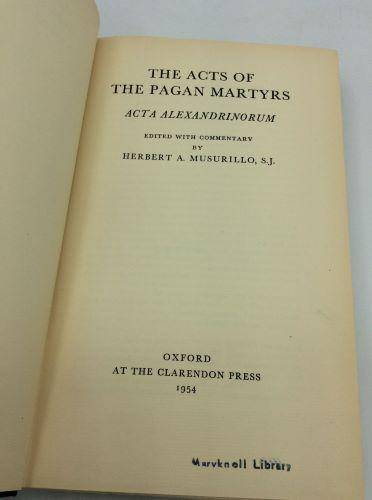 THE ACTS OF
THE PAGAN MARTYRS
ACTA ALEXANDRINORUM
EDITED WITH COMMENTARY
BY
HERBERT A. MUSURILLO, S.J.
OXFORD
AT THE CLARENDON PRESS
1954
Maryknoll Library